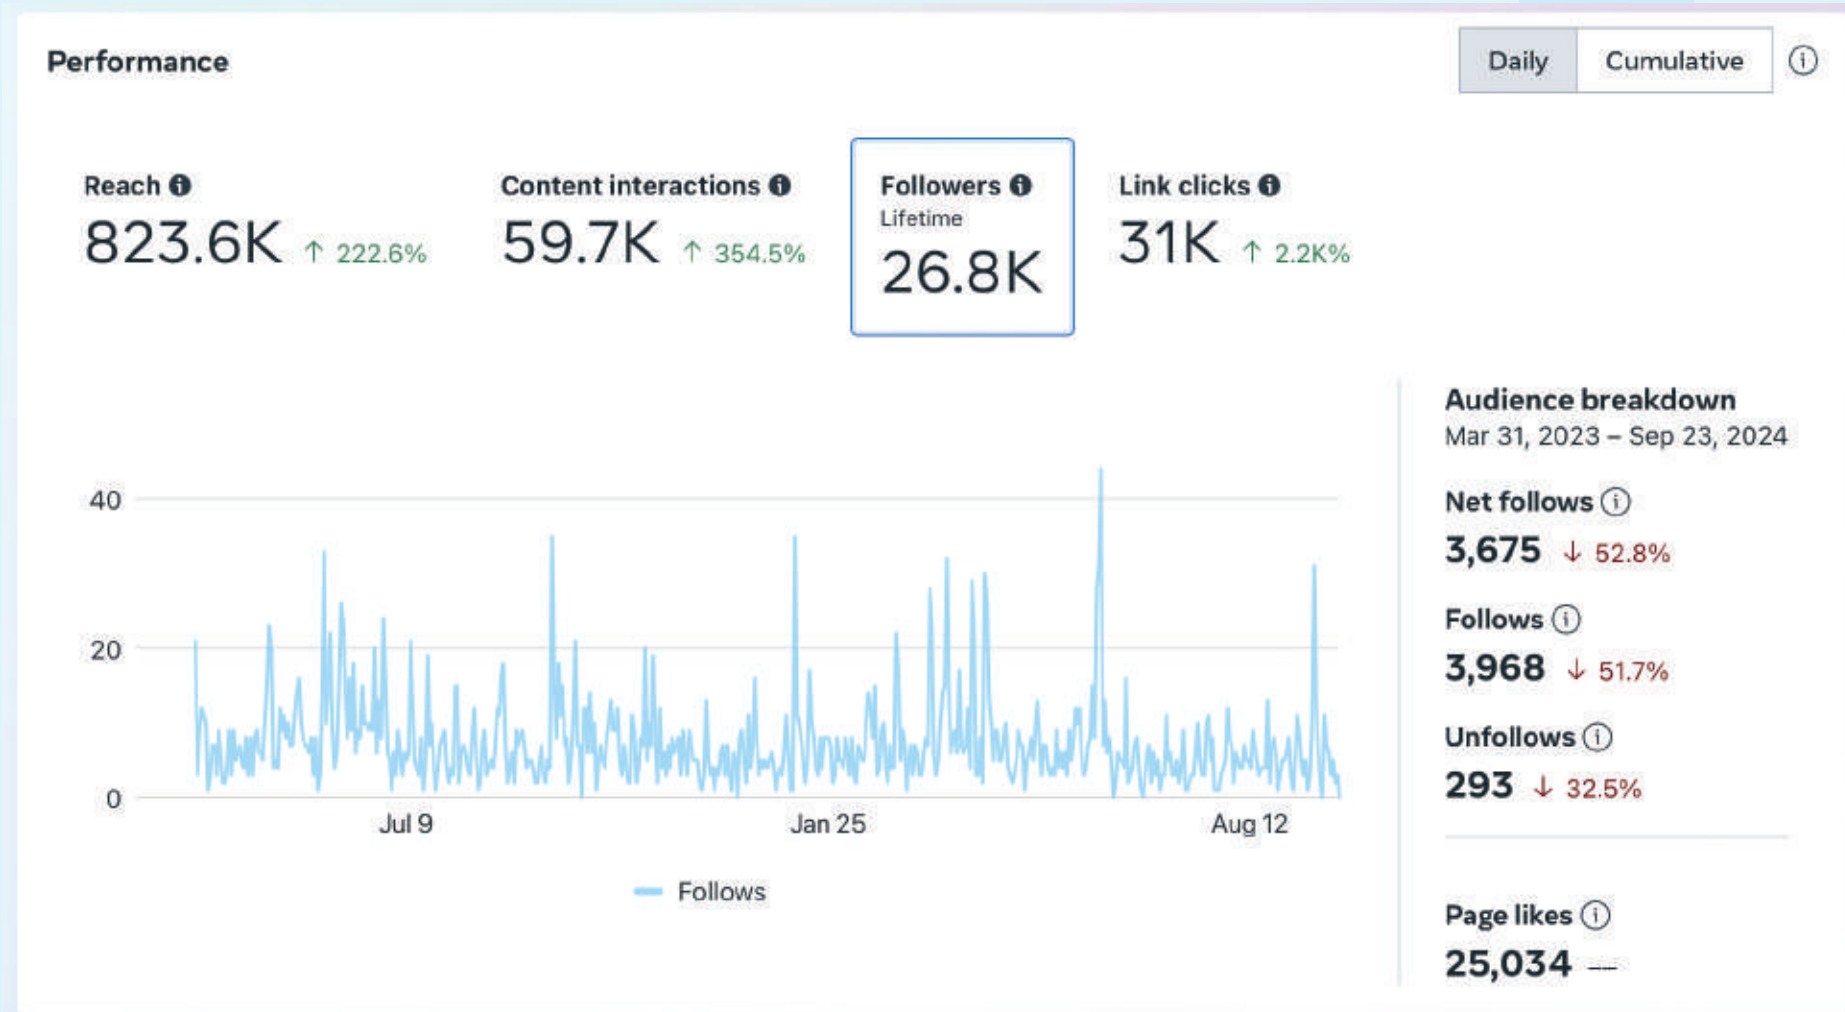 Performance
Daily Cumulative
Reach
823.6K ↑ 222.6%
Content interactions
59.7K ↑ 354.5%
Followers
Lifetime
26.8K
Link clicks
31K ↑ 2.2K%
40
20
0
Jul 9 Jan 25 Aug 12
Follows
Audience breakdown
Mar 31, 2023 – Sep 23, 2024
Net follows
3,675 ↓ 52.8%
Follows
3,968 ↓ 51.7%
Unfollows
293 ↓ 32.5%
Page likes
25,034 —